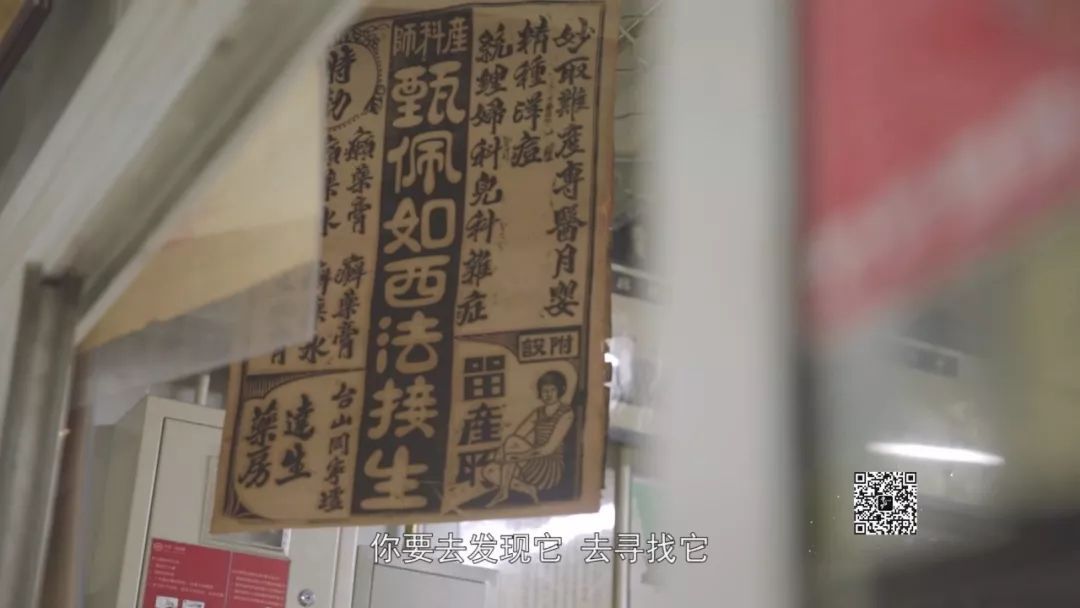 產科師
甄佩如西法接生
妙取難產專醫月嬰
精種洋痘
統理婦科兒科雜症
附設
留產所
特効
癩藥膏
癬藥膏
台山同寧墟
達生
藥房
你要去发现它 去寻找它